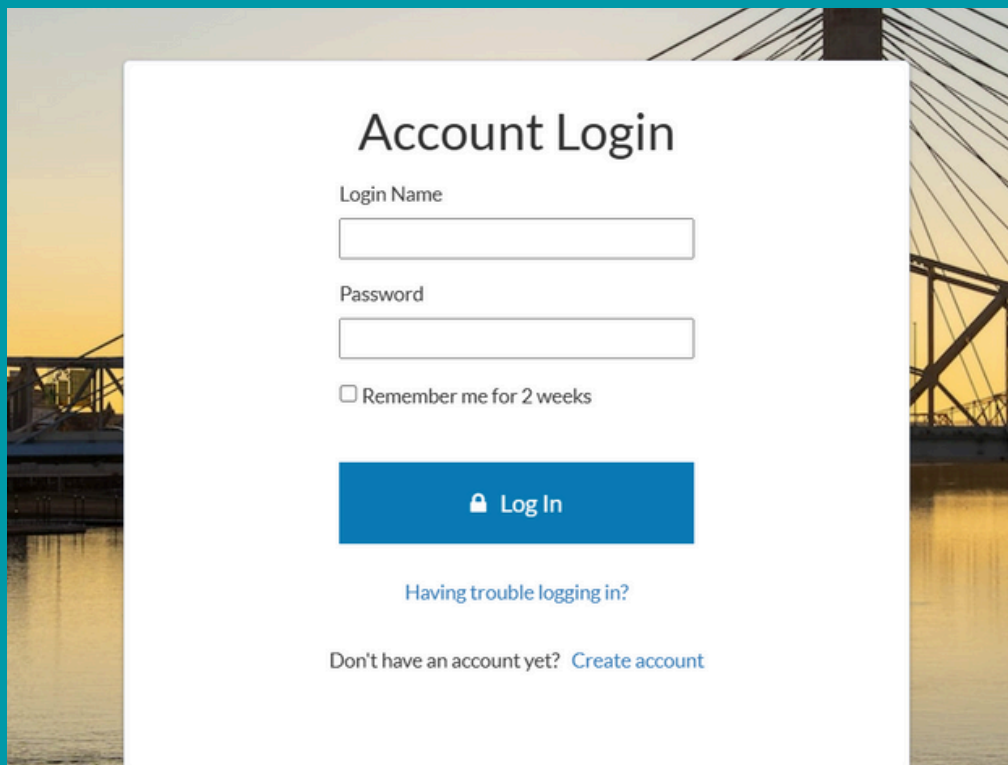 Account Login
Login Name
Password
Remember me for 2 weeks
Log In
Having trouble logging in?
Don't have an account yet? Create account